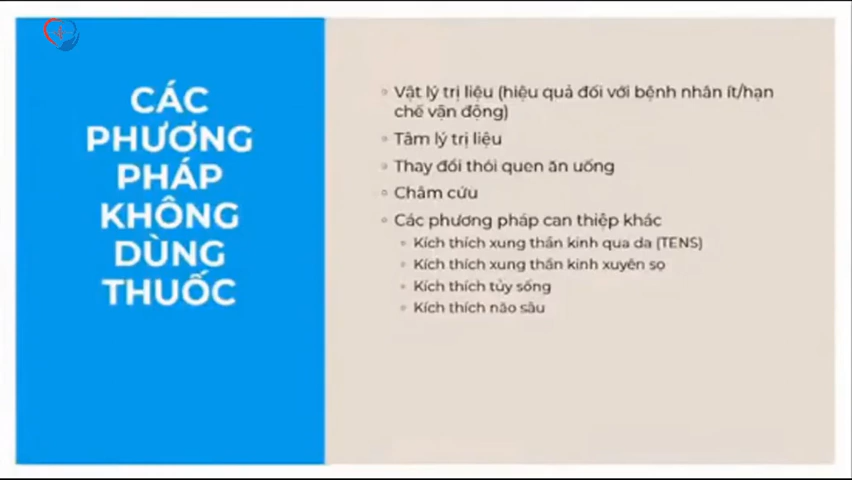 CÁC
PHƯƠNG
PHÁP
KHÔNG
DÙNG
THUỐC
Vật lý trị liệu (hiệu quả đối với bệnh nhân ít/hạn
chế vận động)
Tâm lý trị liệu
Thay đổi thói quen ăn uống
Châm cứu
Các phương pháp can thiệp khác
Kích thích xung thần kinh qua da (TENS)
Kích thích xung thần kinh xuyên sọ
Kích thích tủy sống
Kích thích não sâu